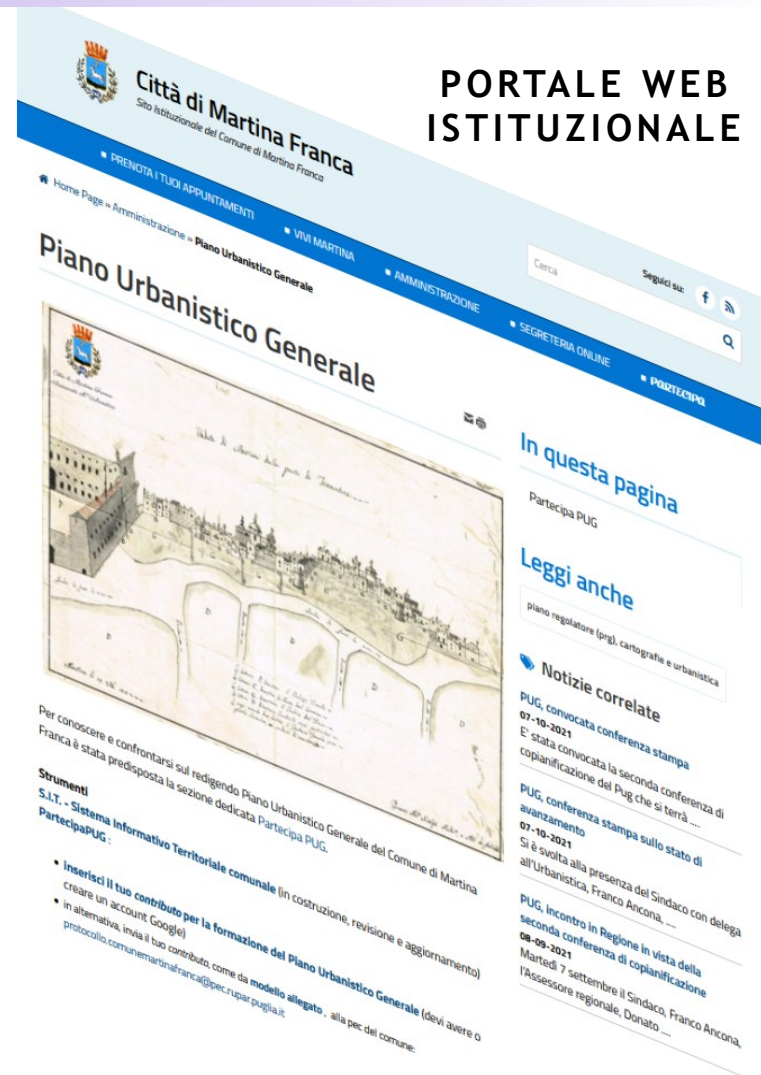 PORTALE WEB
ISTITUZIONALE
Città di Martina Franca
Sito Istituzionale del Comune di Martina Franca
Seguici su:
Cerca
PRENOTA I TUOI APPUNTAMENTI
VIVI MARTINA
AMMINISTRAZIONE
SEGRETERIA ONLINE
PARTECIPA
Home Page » Amministrazione » Piano Urbanistico Generale
Piano Urbanistico Generale
Per conoscere e confrontarsi sul redigendo Piano Urbanistico Generale del Comune di Martina
Franca è stata predisposta la sezione dedicata Partecipa PUG.
Strumenti
S.I.T. - Sistema Informativo Territoriale comunale (in costruzione, revisione e aggiornamento)
PartecipaPUG :
• inserisci il tuo contributo per la formazione del Piano Urbanistico Generale (devi avere o
creare un account Google)
• in alternativa, invia il tuo contributo, come da modello allegato , alla pec del comune:
protocollo.comunemartinafranca@pec.rupar.puglia.it
In questa pagina
Partecipa PUG
Leggi anche
piano regolatore (prg), cartografie e urbanistica
Notizie correlate
PUG, convocata conferenza stampa
07-10-2021
E' stata convocata la seconda conferenza di
copianificazione del Pug che si terrà ....
PUG, conferenza stampa sullo stato di
avanzamento
07-10-2021
Si è svolta alla presenza del Sindaco con delega
all'Urbanistica, Franco Ancona, ....
PUG, incontro in Regione in vista della
seconda conferenza di copianificazione
08-09-2021
Martedì 7 settembre il Sindaco, Franco Ancona,
l'Assessore regionale, Donato ....